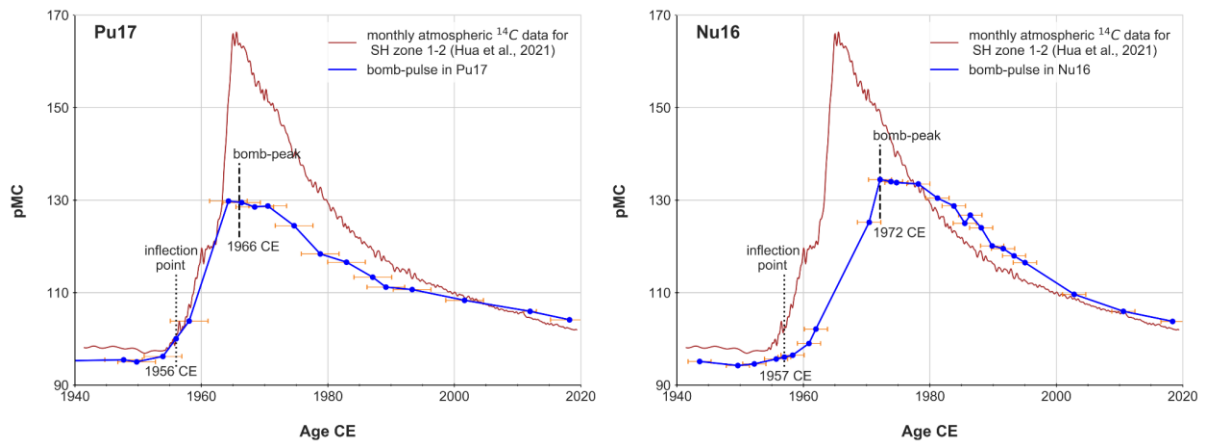 Pu17
monthly atmospheric ¹⁴C data for
SH zone 1-2 (Hua et al., 2021)
bomb-pulse in Pu17
170
150
130
110
90
pMC
bomb-peak
1966 CE
inflection
point
1956 CE
1940
1960
1980
2000
2020
Age CE
Nu16
monthly atmospheric ¹⁴C data for
SH zone 1-2 (Hua et al., 2021)
bomb-pulse in Nu16
170
150
130
110
90
pMC
bomb-peak
1972 CE
inflection
point
1957 CE
1940
1960
1980
2000
2020
Age CE